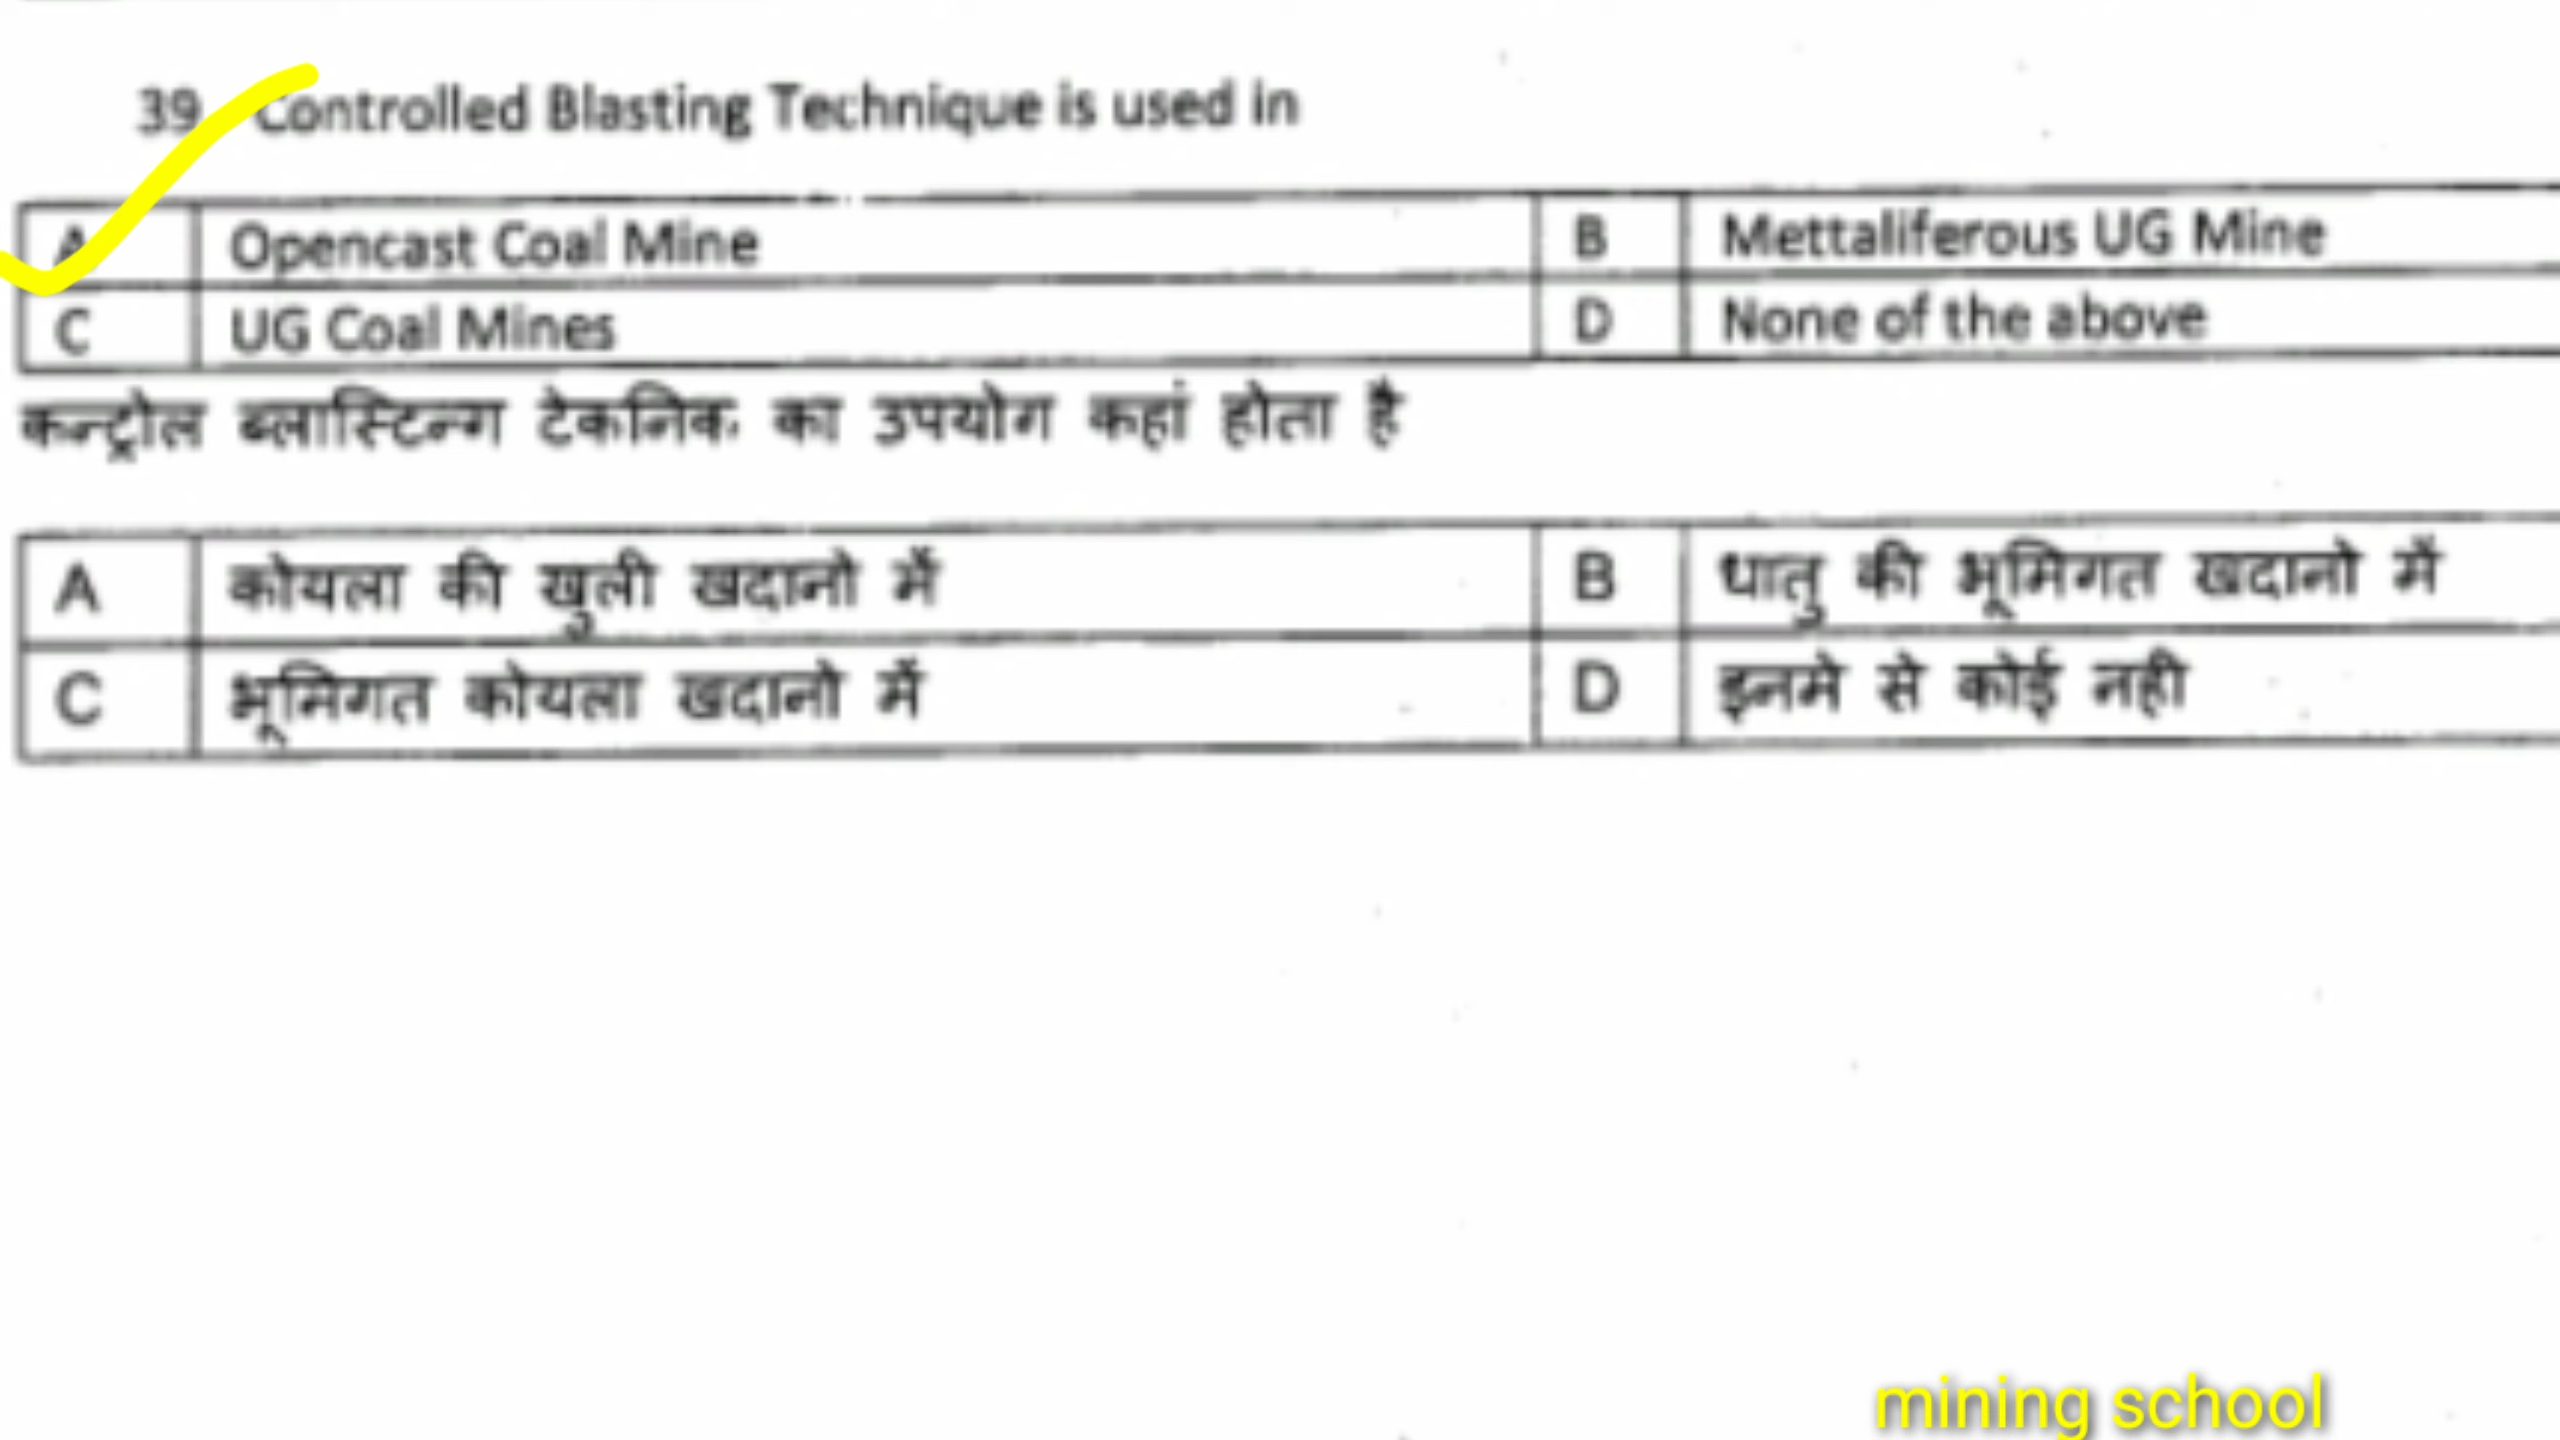 39 Controlled Blasting Technique is used in
A Opencast Coal Mine B Mettaliferous UG Mine
C UG Coal Mines D None of the above
कन्ट्रोल ब्लास्टिन्ग टेकनिक का उपयोग कहां होता है
A कोयला की खुली खदानो में B धातु की भूमिगत खदानो में
C भूमिगत कोयला खदानो में D इनमे से कोई नही
mining school